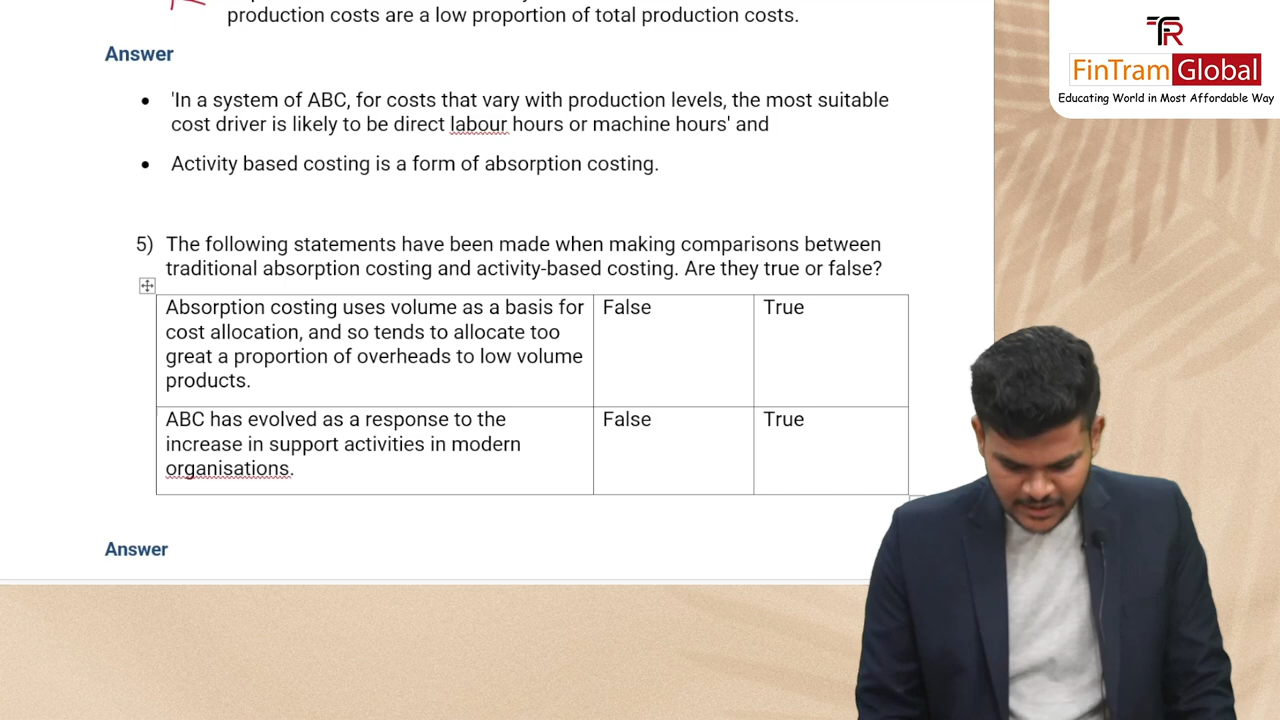 production costs are a low proportion of total production costs.
Answer
• 'In a system of ABC, for costs that vary with production levels, the most suitable
cost driver is likely to be direct labour hours or machine hours' and
• Activity based costing is a form of absorption costing.
5) The following statements have been made when making comparisons between
traditional absorption costing and activity-based costing. Are they true or false?
Absorption costing uses volume as a basis for
cost allocation, and so tends to allocate too
great a proportion of overheads to low volume
products.
False
True
ABC has evolved as a response to the
increase in support activities in modern
organisations.
False
True
Answer
TR
FinTram Global
Educating World in Most Affordable Way